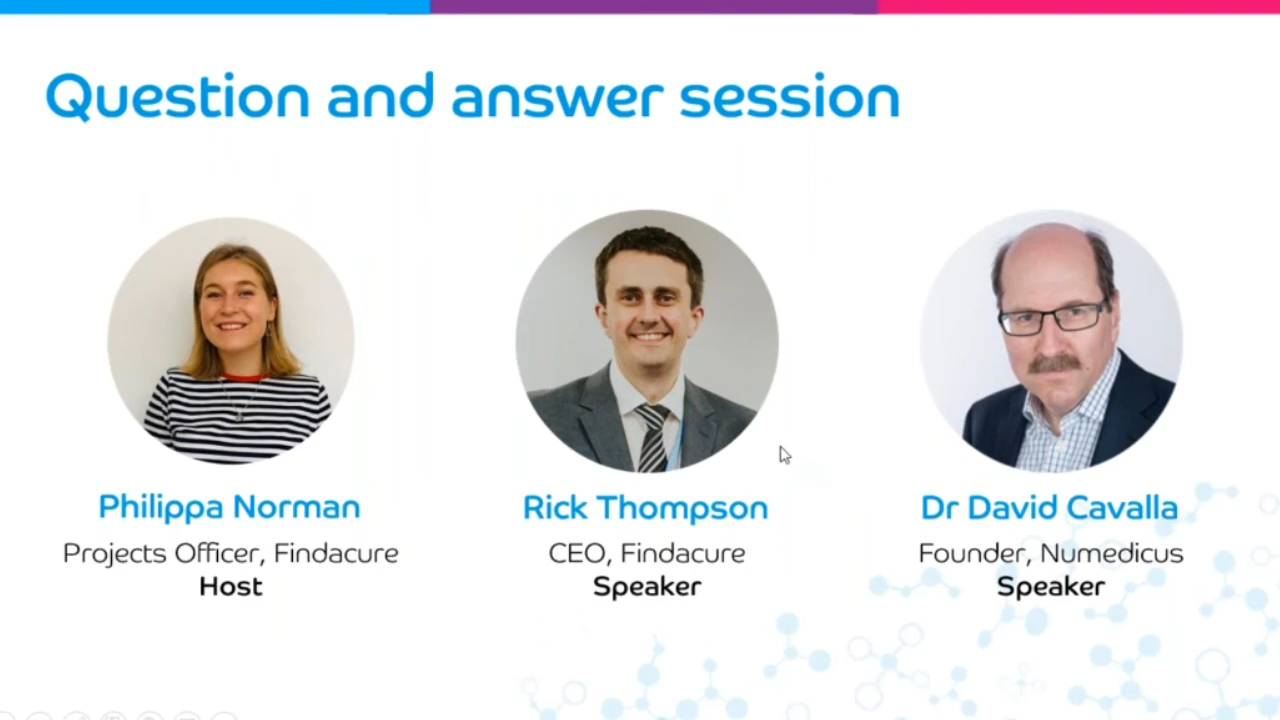 Question and answer session
Philippa Norman
Projects Officer, Findacure
Host
Rick Thompson
CEO, Findacure
Speaker
Dr David Cavalla
Founder, Numedicus
Speaker